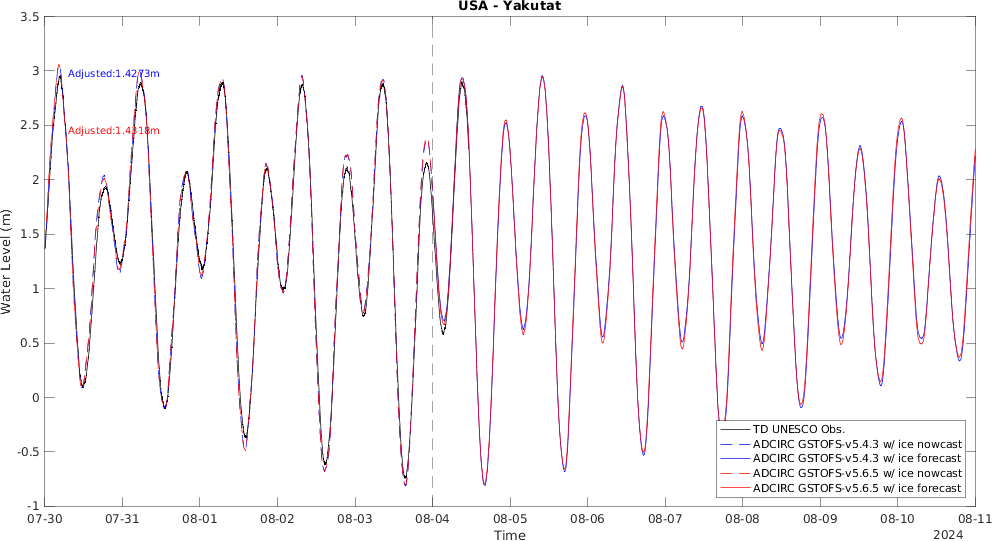 USA - Yakutat
3.5
3
2.5
2
1.5
1
0.5
0
-0.5
-1
Water Level (m)
Adjusted:1.4273m
Adjusted:1.4318m
TD UNESCO Obs.
ADCIRC GSTOFS-v5.4.3 w/ ice nowcast
ADCIRC GSTOFS-v5.4.3 w/ ice forecast
ADCIRC GSTOFS-v5.6.5 w/ ice nowcast
ADCIRC GSTOFS-v5.6.5 w/ ice forecast
07-30 07-31 08-01 08-02 08-03 08-04 08-05 08-06 08-07 08-08 08-09 08-10 08-11
Time
2024